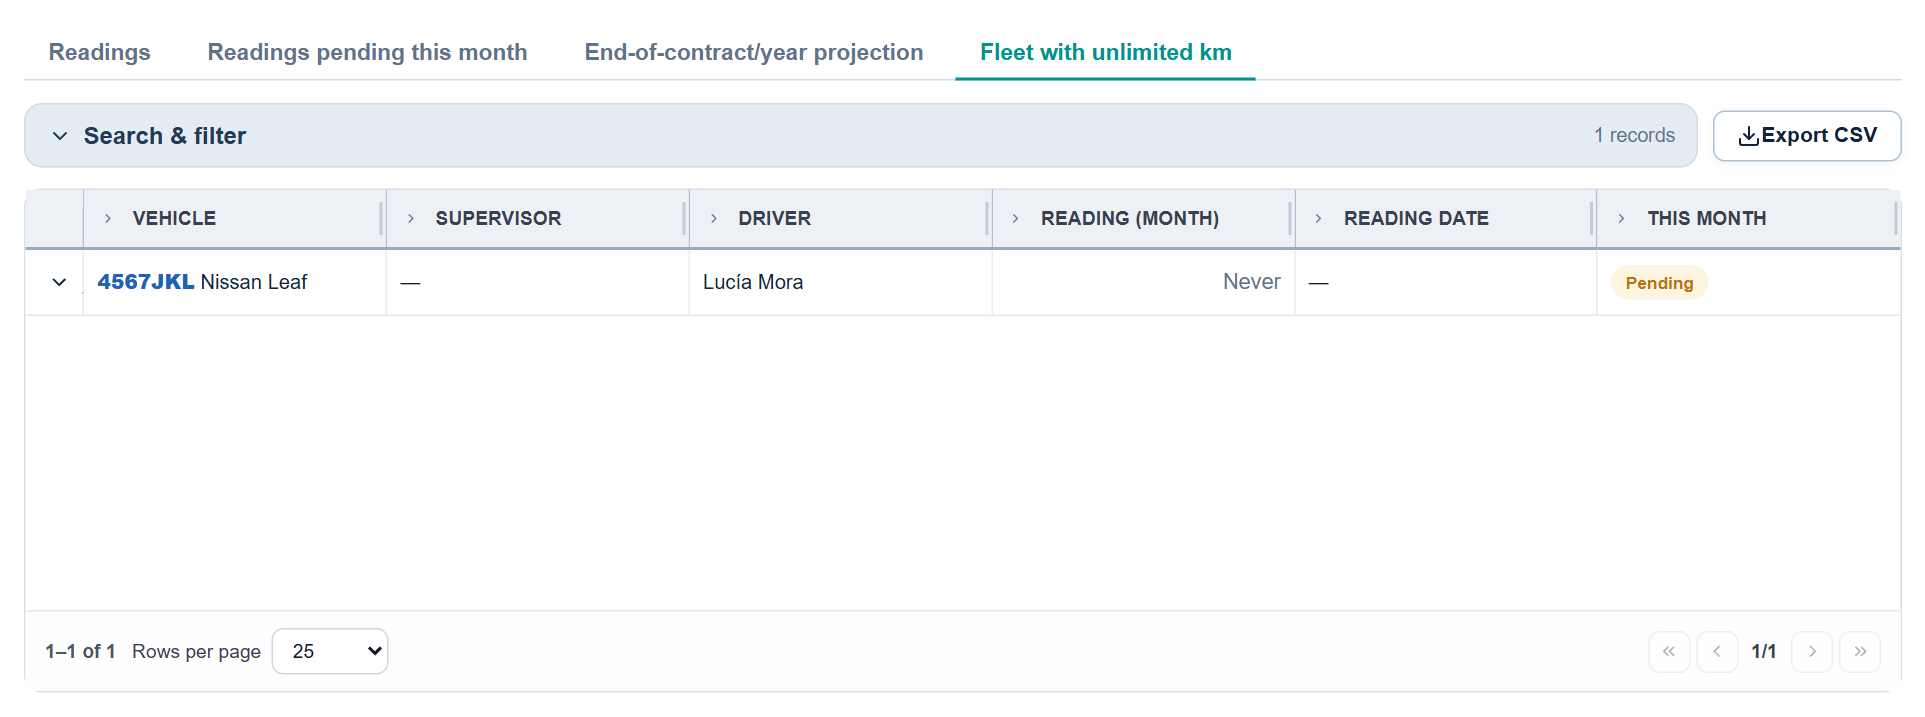 Readings Readings pending this month End-of-contract/year projection Fleet with unlimited km
Search & filter 1 records Export CSV
VEHICLE SUPERVISOR DRIVER READING (MONTH) READING DATE THIS MONTH
4567JKL Nissan Leaf — Lucía Mora Never — Pending
1–1 of 1 Rows per page 25 1/1